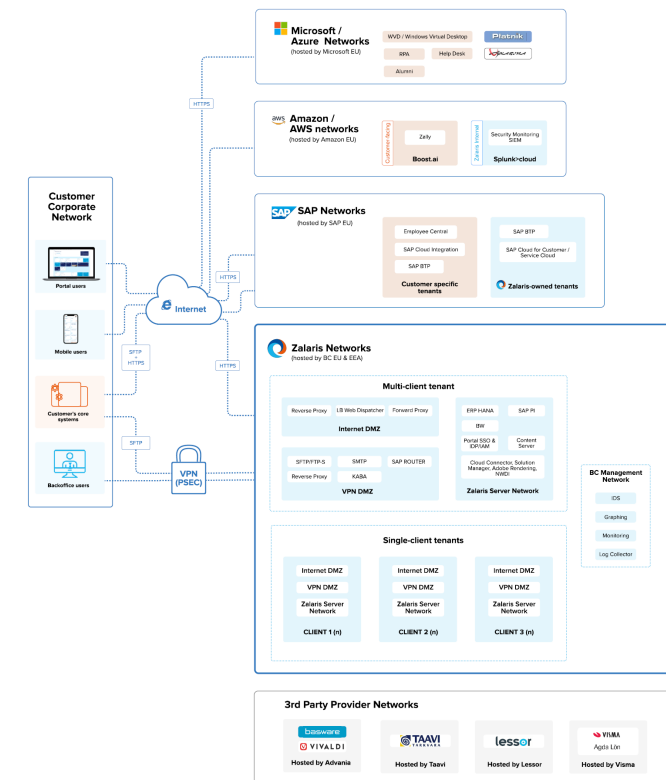 Microsoft /
Azure Networks
(hosted by Microsoft EU)
WVD / Windows Virtual Desktop
Platnik
RPA
Help Desk
Alumni
HTTPS
aws
Amazon /
AWS networks
(hosted by Amazon EU)
Customer facing
Zally
Boost.ai
Zalaris internal
Security Monitoring
SIEM
Splunk>cloud
Customer
Corporate
Network
Portal users
Mobile users
Customer's core
systems
Backoffice users
Internet
HTTPS
SFTP
+
HTTPS
HTTPS
SFTP
VPN
(PSEC)
SAP
SAP Networks
(hosted by SAP EU)
Employee Central
SAP Cloud Integration
SAP BTP
Customer specific
tenants
SAP BTP
SAP Cloud for Customer /
Service Cloud
Zalaris-owned tenants
Zalaris Networks
(hosted by BC EU & EEA)
Multi-client tenant
Reverse Proxy
LB Web Dispatcher
Forward Proxy
Internet DMZ
SFTP/FTP-S
SMTP
SAP ROUTER
Reverse Proxy
KABA
VPN DMZ
ERP HANA
SAP PI
BW
Portal SSO &
IDP/IAM
Content
Server
Cloud Connector, Solution
Manager, Adobe Rendering,
NWDI
Zalaris Server Network
BC Management
Network
IDS
Graphing
Monitoring
Log Collector
Single-client tenants
Internet DMZ
VPN DMZ
Zalaris Server
Network
CLIENT 1 (n)
Internet DMZ
VPN DMZ
Zalaris Server
Network
CLIENT 2 (n)
Internet DMZ
VPN DMZ
Zalaris Server
Network
CLIENT 3 (n)
3rd Party Provider Networks
basware
VIVALDI
Hosted by Advania
TAAVI
Hosted by Taavi
lessor
Hosted by Lessor
VISMA
Agda Lön
Hosted by Visma